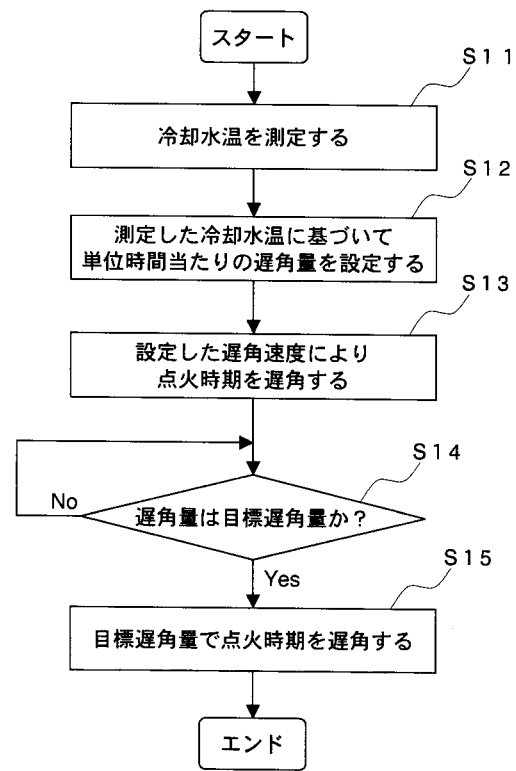 スタート
S11
冷却水温を測定する
S12
測定した冷却水温に基づいて
単位時間当たりの遅角量を設定する
S13
設定した遅角速度により
点火時期を遅角する
S14
No
遅角量は目標遅角量か？
Yes
S15
目標遅角量で点火時期を遅角する
エンド